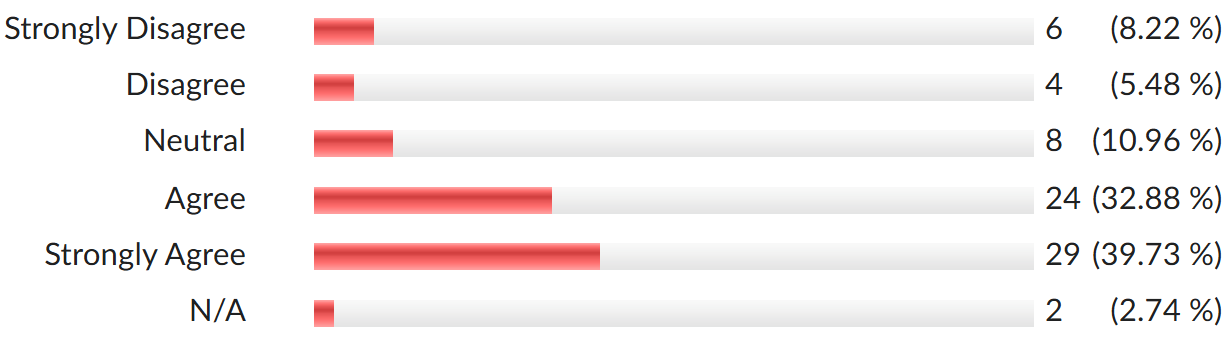 Strongly Disagree 6 (8.22 %)
Disagree 4 (5.48 %)
Neutral 8 (10.96 %)
Agree 24 (32.88 %)
Strongly Agree 29 (39.73 %)
N/A 2 (2.74 %)